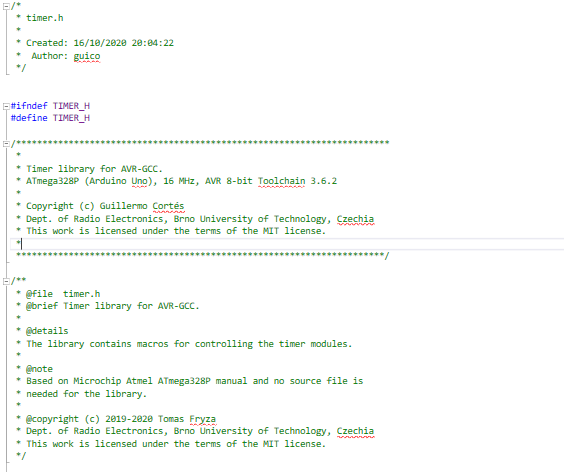 /*
 * timer.h
 *
 * Created: 16/10/2020 20:04:22
 *  Author: guico
 */
#ifndef TIMER_H
#define TIMER_H
/***********************************************************************
 *
 * Timer library for AVR-GCC.
 * ATmega328P (Arduino Uno), 16 MHz, AVR 8-bit Toolchain 3.6.2
 *
 * Copyright (c) Guillermo Cortés
 * Dept. of Radio Electronics, Brno University of Technology, Czechia
 * This work is licensed under the terms of the MIT license.
 *
 **********************************************************************/
/**
 * @file  timer.h
 * @brief Timer library for AVR-GCC.
 *
 * @details
 * The library contains macros for controlling the timer modules.
 *
 * @note
 * Based on Microchip Atmel ATmega328P manual and no source file is
 * needed for the library.
 *
 * @copyright (c) 2019-2020 Tomas Fryza
 * Dept. of Radio Electronics, Brno University of Technology, Czechia
 * This work is licensed under the terms of the MIT license.
 */